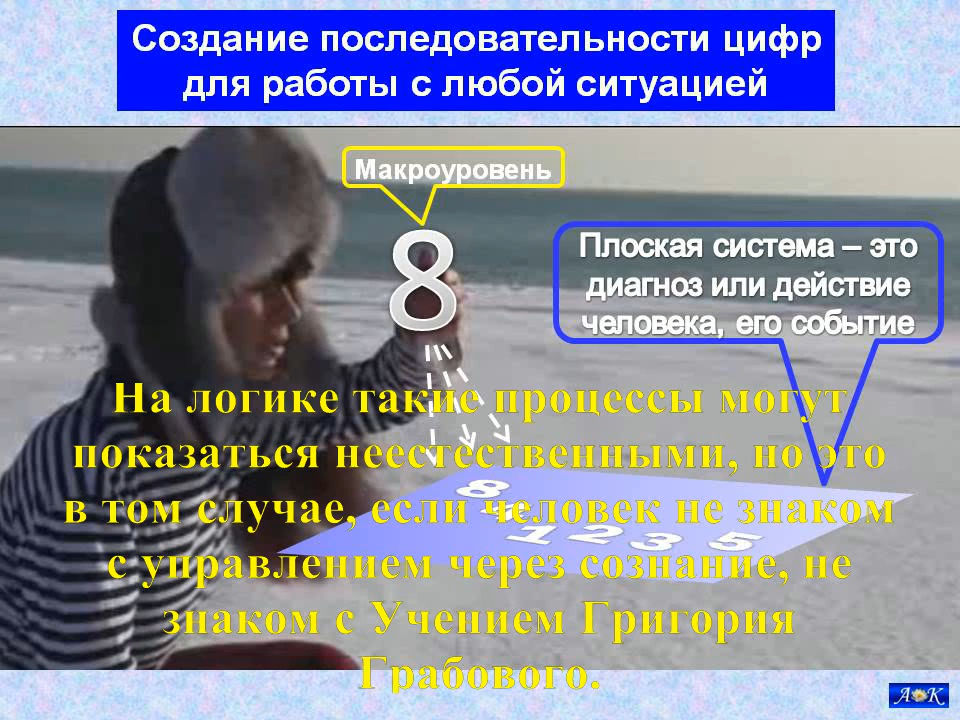 Создание последовательности цифр
для работы с любой ситуацией
Макроуровень
8
Плоская система – это
диагноз или действие
человека, его событие
На логике такие процессы могут
показаться неестественными, но это
в том случае, если человек не знаком
с управлением через сознание, не
знаком с Учением Григория
Грабового.
8
1 2 3 5
А К